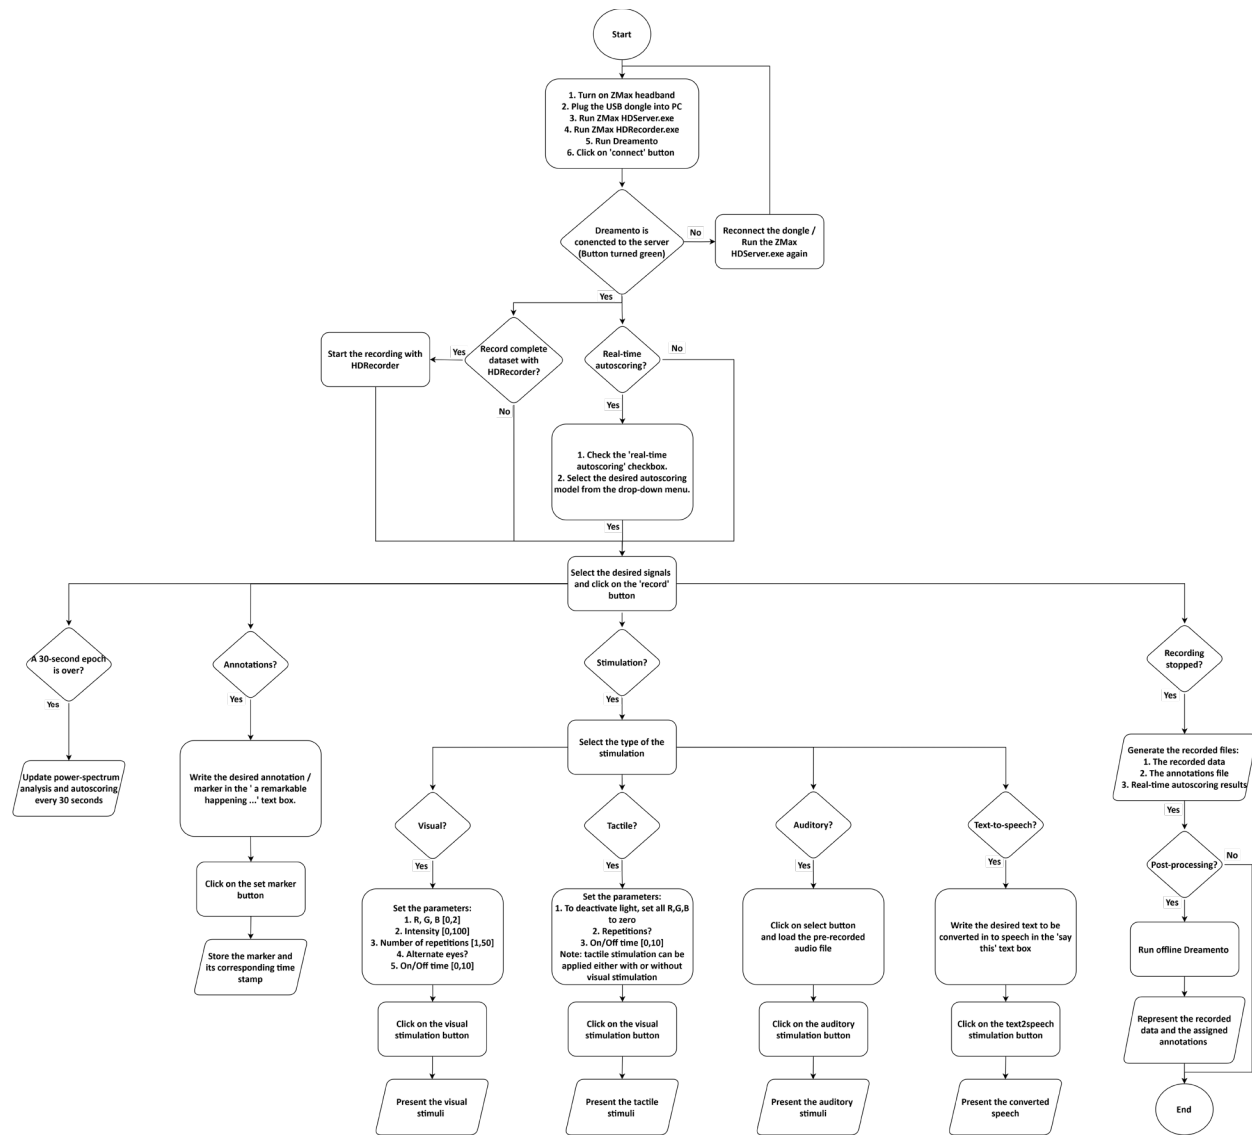 Start
1. Turn on ZMax headband
2. Plug the USB dongle into PC
3. Run ZMax HDServer.exe
4. Run ZMax HDRecorder.exe
5. Run Dreamento
6. Click on 'connect' button
Dreamento is
conencted to the server
(Button turned green)
No
Reconnect the dongle /
Run the ZMax
HDServer.exe again
Yes
Start the recording with
HDRecorder
Yes
Record complete
dataset with
HDRecorder?
No
Real-time
autoscoring?
No
Yes
1. Check the 'real-time
autoscoring' checkbox.
2. Select the desired autoscoring
model from the drop-down menu.
Yes
Select the desired signals
and click on the 'record'
button
A 30-second epoch
is over?
Yes
Update power-spectrum
analysis and autoscoring
every 30 seconds
Annotations?
Yes
Write the desired annotation /
marker in the ' a remarkable
happening ...' text box.
Click on the set marker
button
Store the marker and
its corresponding time
stamp
Stimulation?
Yes
Select the type of the
stimulation
Visual?
Yes
Set the parameters:
1. R, G, B [0,2]
2. Intensity [0,100]
3. Number of repetitions [1,50]
4. Alternate eyes?
5. On/Off time [0,10]
Click on the visual
stimulation button
Present the visual
stimuli
Tactile?
Yes
Set the parameters:
1. To deactivate light, set all R,G,B
to zero
2. Repetitions?
3. On/Off time [0,10]
Note: tactile stimulation can be
applied either with or without
visual stimulation
Click on the visual
stimulation button
Present the tactile
stimuli
Auditory?
Yes
Click on select button
and load the pre-recorded
audio file
Click on the auditory
stimulation button
Present the auditory
stimuli
Text-to-speech?
Yes
Write the desired text to be
converted in to speech in the 'say
this' text box
Click on the text2speech
stimulation button
Present the converted
speech
Recording
stopped?
Yes
Generate the recorded files:
1. The recorded data
2. The annotations file
3. Real-time autoscoring results
Yes
Post-processing?
No
Yes
Run offline Dreamento
Represent the recorded
data and the assigned
annotations
End